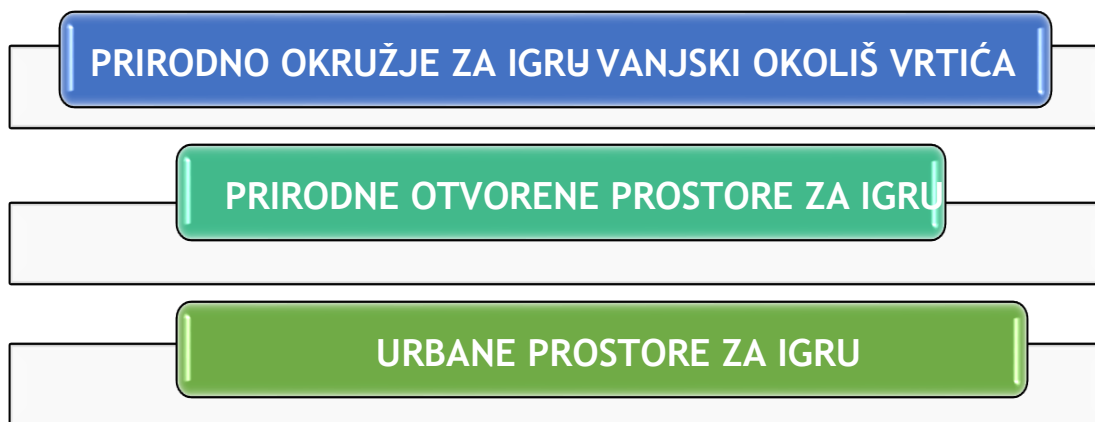 PRIRODNO OKRUŽJE ZA IGRU- VANJSKI OKOLIŠ VRTIĆA
PRIRODNE OTVORENE PROSTORE ZA IGRU
URBANE PROSTORE ZA IGRU